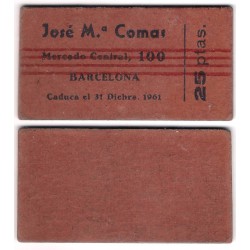 José M.ª Comas
Mercado Central, 100
BARCELONA
Caduca el 31 Dicbre. 1961
25 ptas.